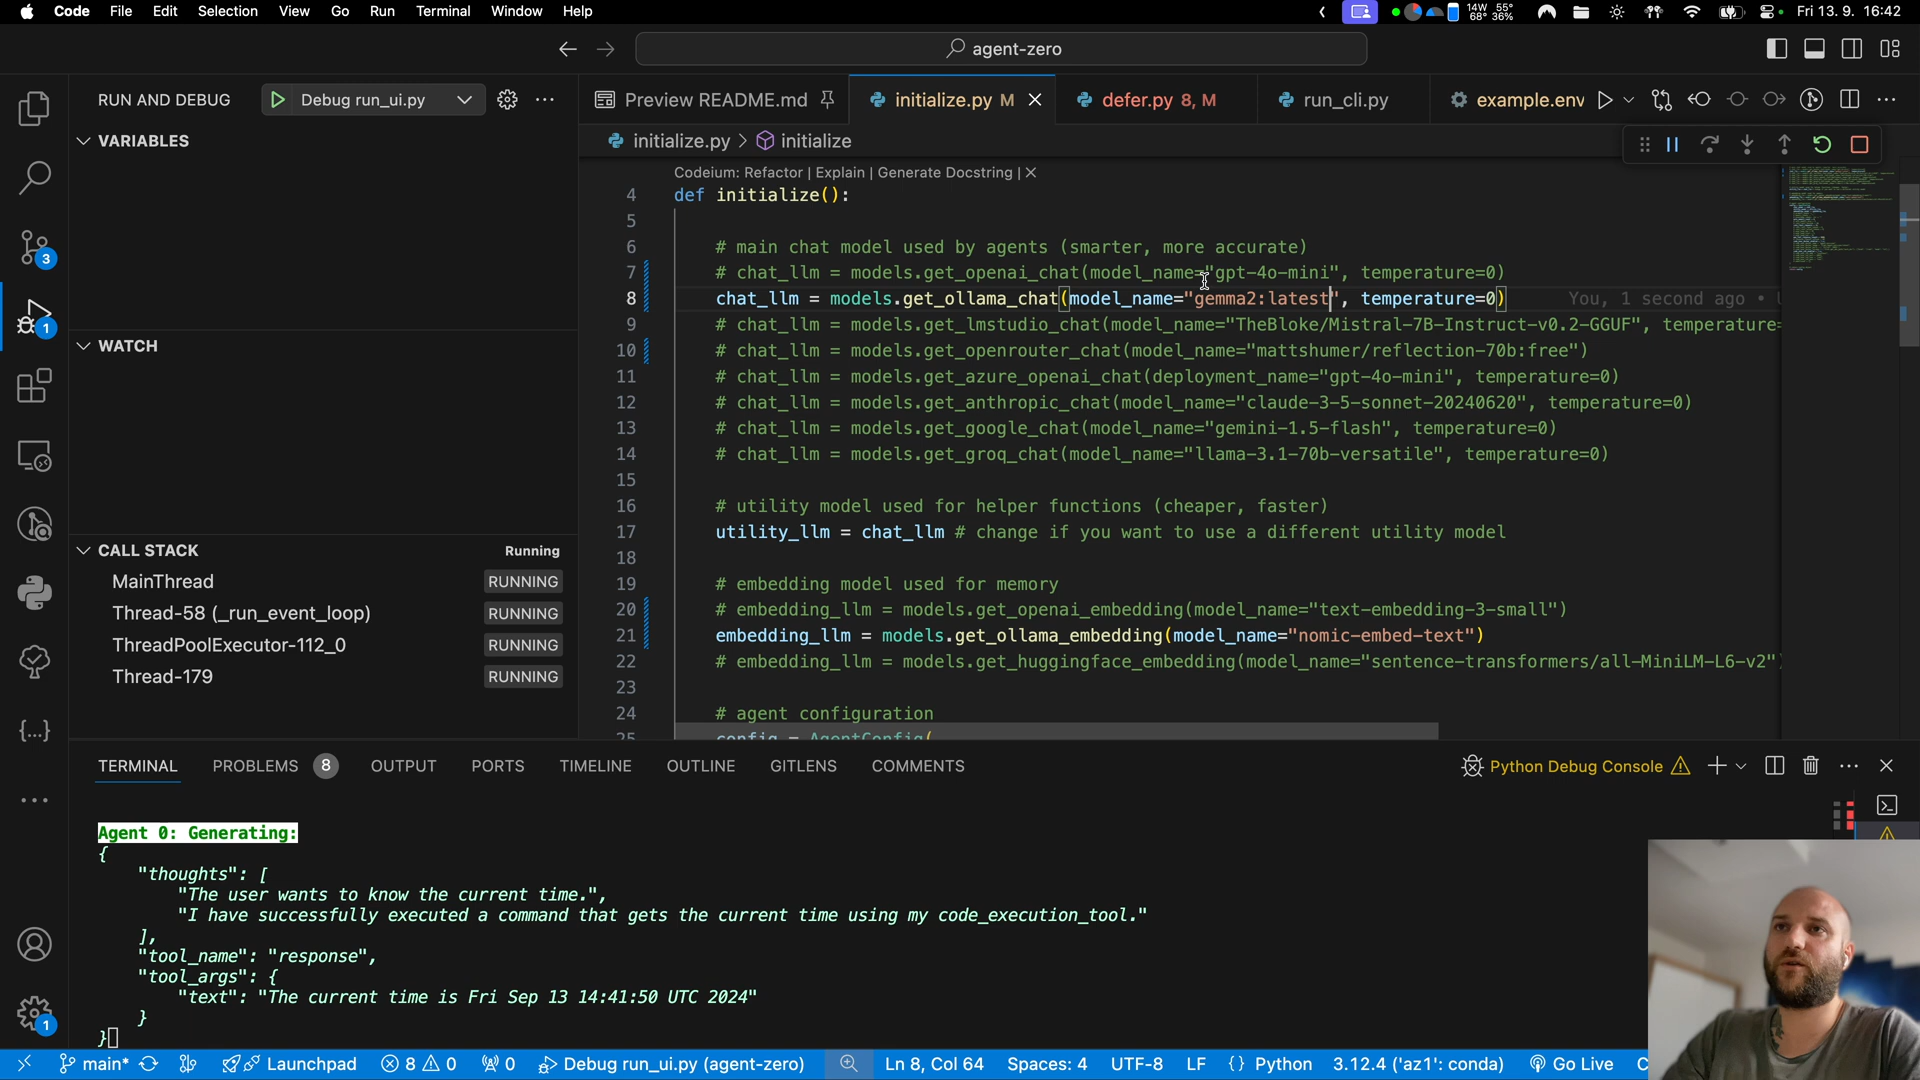 Code File Edit Selection View Go Run Terminal Window Help
14W 55°
68° 36%
Fri 13. 9. 16:42
agent-zero
RUN AND DEBUG
Debug run_ui.py
Preview README.md
initialize.py M
defer.py 8, M
run_cli.py
example.env
VARIABLES
initialize.py > initialize
Codeium: Refactor | Explain | Generate Docstring | ✕
4 def initialize():
5
6 # main chat model used by agents (smarter, more accurate)
7 # chat_llm = models.get_openai_chat(model_name="gpt-4o-mini", temperature=0)
8 chat_llm = models.get_ollama_chat(model_name="gemma2:latest", temperature=0) You, 1 second ago •
9 # chat_llm = models.get_lmstudio_chat(model_name="TheBloke/Mistral-7B-Instruct-v0.2-GGUF", temperature=
10 # chat_llm = models.get_openrouter_chat(model_name="mattshumer/reflection-70b:free")
11 # chat_llm = models.get_azure_openai_chat(deployment_name="gpt-4o-mini", temperature=0)
12 # chat_llm = models.get_anthropic_chat(model_name="claude-3-5-sonnet-20240620", temperature=0)
13 # chat_llm = models.get_google_chat(model_name="gemini-1.5-flash", temperature=0)
14 # chat_llm = models.get_groq_chat(model_name="llama-3.1-70b-versatile", temperature=0)
15
16 # utility model used for helper functions (cheaper, faster)
17 utility_llm = chat_llm # change if you want to use a different utility model
18
19 # embedding model used for memory
20 # embedding_llm = models.get_openai_embedding(model_name="text-embedding-3-small")
21 embedding_llm = models.get_ollama_embedding(model_name="nomic-embed-text")
22 # embedding_llm = models.get_huggingface_embedding(model_name="sentence-transformers/all-MiniLM-L6-v2")
23
24 # agent configuration
25 config = AgentConfig(
3
1
WATCH
CALL STACK Running
MainThread RUNNING
Thread-58 (_run_event_loop) RUNNING
ThreadPoolExecutor-112_0 RUNNING
Thread-179 RUNNING
TERMINAL PROBLEMS 8 OUTPUT PORTS TIMELINE OUTLINE GITLENS COMMENTS
Python Debug Console
Agent 0: Generating:
{
"thoughts": [
"The user wants to know the current time.",
"I have successfully executed a command that gets the current time using my code_execution_tool."
],
"tool_name": "response",
"tool_args": {
"text": "The current time is Fri Sep 13 14:41:50 UTC 2024"
}
}
1
main* Launchpad 8 0 0 Debug run_ui.py (agent-zero) Ln 8, Col 64 Spaces: 4 UTF-8 LF {} Python 3.12.4 ('az1': conda) Go Live